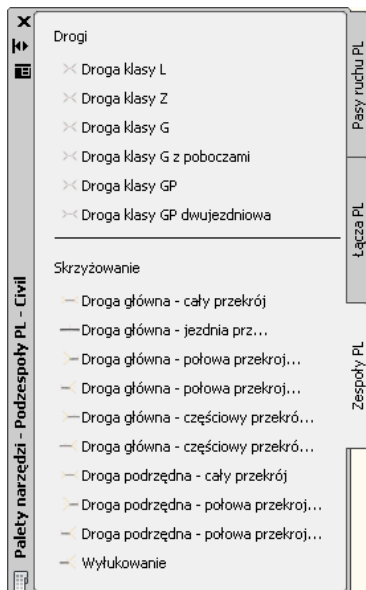 Drogi
Droga klasy L
Droga klasy Z
Droga klasy G
Droga klasy G z poboczami
Droga klasy GP
Droga klasy GP dwujezdniowa
Skrzyżowanie
Droga główna - cały przekrój
Droga główna - jezdnia prz...
Droga główna - połowa przekroj...
Droga główna - połowa przekroj...
Droga główna - częściowy przekró...
Droga główna - częściowy przekró...
Droga podrzędna - cały przekrój
Droga podrzędna - połowa przekroj...
Droga podrzędna - połowa przekroj...
Wyłukowanie
Pasy ruchu PL
Łącza PL
Zespoły PL
Palety narzędzi - Podzespoły PL - Civil